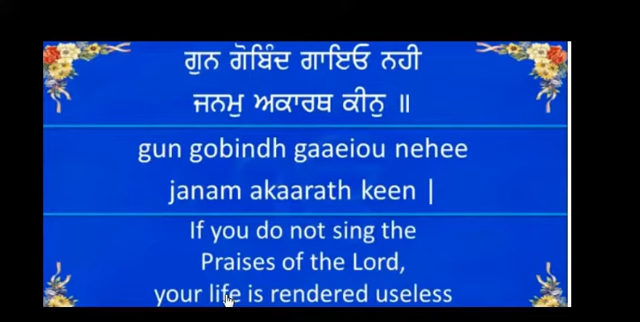 ਗੁਨ ਗੋਬਿੰਦ ਗਾਇਓ ਨਹੀ
ਜਨਮੁ ਅਕਾਰਥ ਕੀਨੁ ॥
gun gobindh gaaeiou nehee
janam akaarath keen |
If you do not sing the
Praises of the Lord,
your life is rendered useless